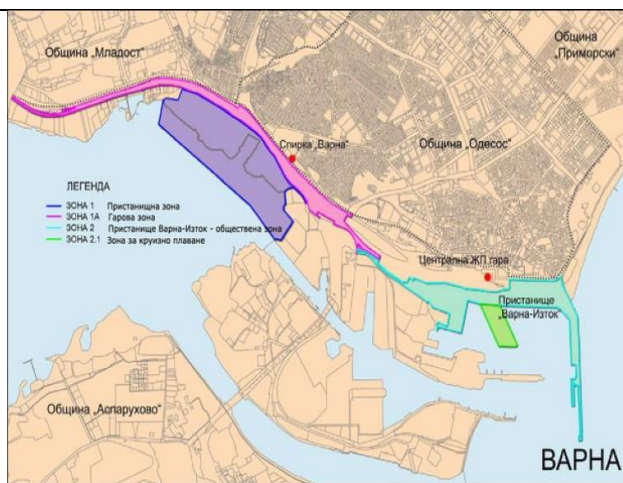 Община „Младост“
Община
„Приморски“
Спирка „Варна“
Община „Одесос“
ЛЕГЕНДА
ЗОНА 1 Пристанищна зона
ЗОНА 1А Гарова зона
ЗОНА 2 Пристанище Варна-Изток - обществена зона
ЗОНА 2.1 Зона за круизно плаване
Централна ЖП гара
Пристанище
„Варна-Изток“
Община „Аспарухово“
ВАРНА